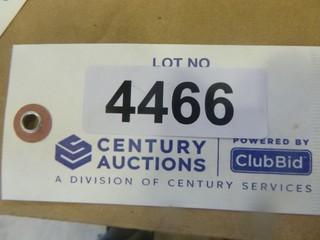 LOT NO
4466
CENTURY
AUCTIONS
POWERED BY
ClubBid
A DIVISION OF CENTURY SERVICES